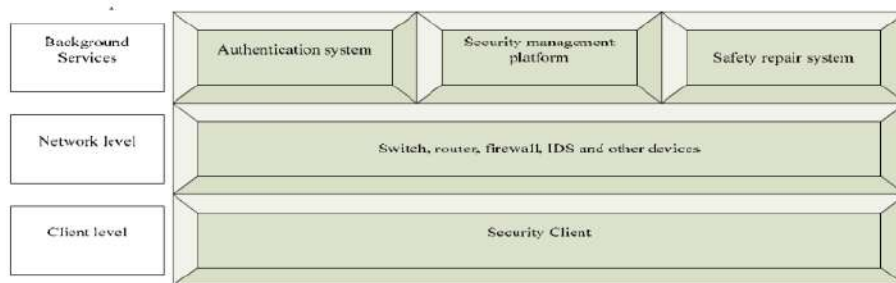 Background
Services
Authentication system
Security management
platform
Safety repair system
Network level
Switch, router, firewall, IDS and other devices
Client level
Security Client